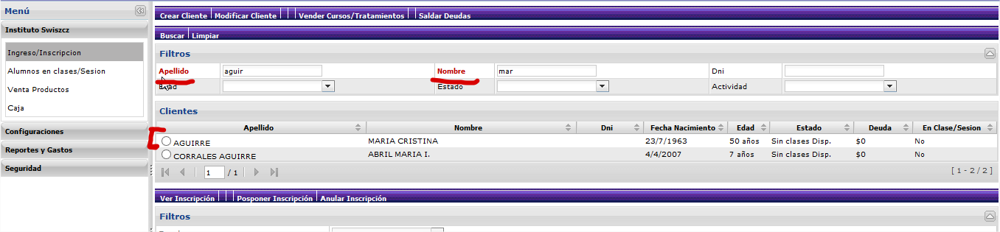 Menú
Instituto Swiszcz
Ingreso/Inscripcion
Alumnos en clases/Sesion
Venta Productos
Caja
Configuraciones
Reportes y Gastos
Seguridad
Crear Cliente Modificar Cliente Vender Cursos/Tratamientos Saldar Deudas
Buscar Limpiar
Filtros
Apellido aguir Nombre mar Dni
Edad Estado Actividad
Clientes
Apellido Nombre Dni Fecha Nacimiento Edad Estado Deuda En Clase/Sesion
AGUIRRE MARIA CRISTINA 23/7/1963 50 años Sin clases Disp. $0 No
CORRALES AGUIRRE ABRIL MARIA I. 4/4/2007 7 años Sin clases Disp. $0 No
1 / 1 [ 1 - 2 / 2 ]
Ver Inscripción Posponer Inscripción Anular Inscripción
Filtros